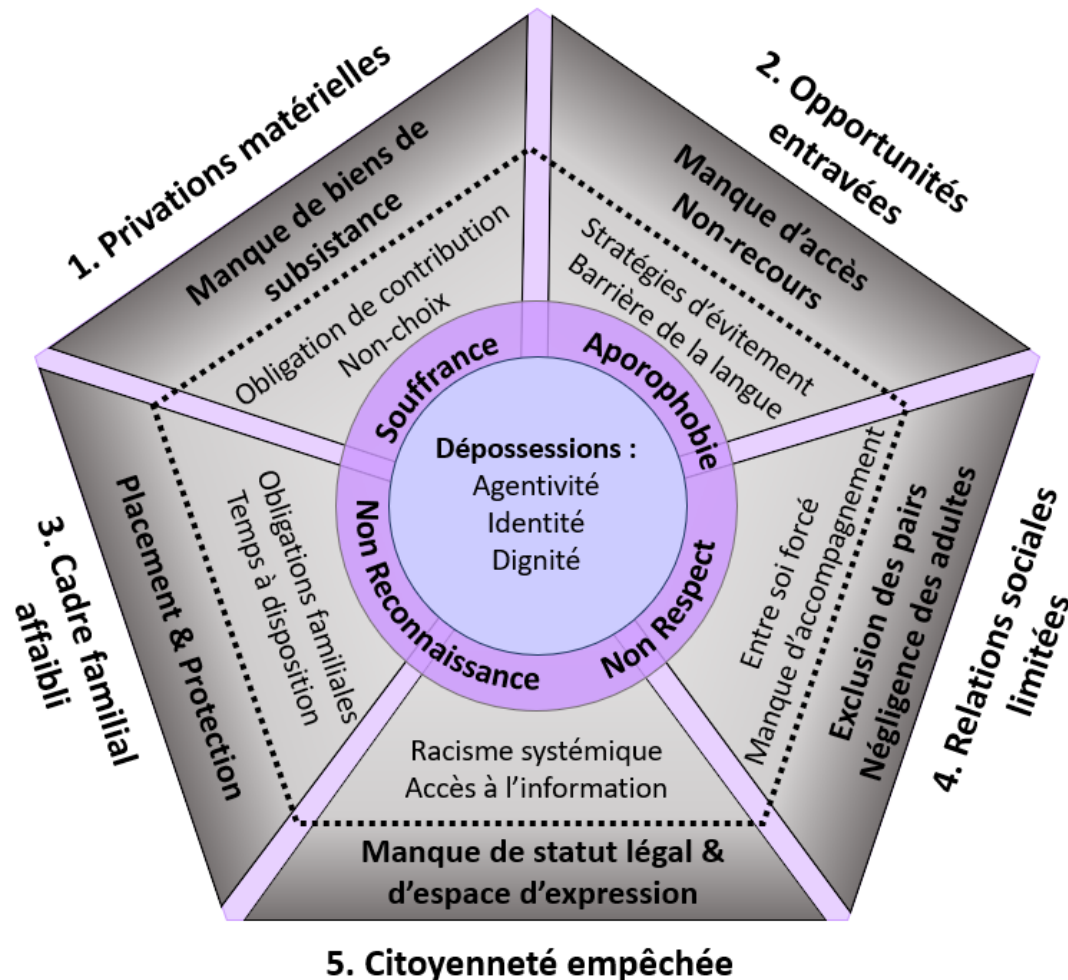 1. Privations matérielles
Manque de biens de
subsistance
Obligation de contribution
Non-choix
2. Opportunités
entravées
Manque d'accès
Non-recours
Stratégies d'évitement
Barrière de la langue
3. Cadre familial
affaibli
Placement & Protection
Obligations familiales
Temps à disposition
4. Relations sociales
limitées
Exclusion des pairs
Négligence des adultes
Entre soi forcé
Manque d'accompagnement
5. Citoyenneté empêchée
Manque de statut légal &
d'espace d'expression
Racisme systémique
Accès à l'information
Souffrance
Aporophobie
Non Reconnaissance
Non Respect
Dépossessions :
Agentivité
Identité
Dignité